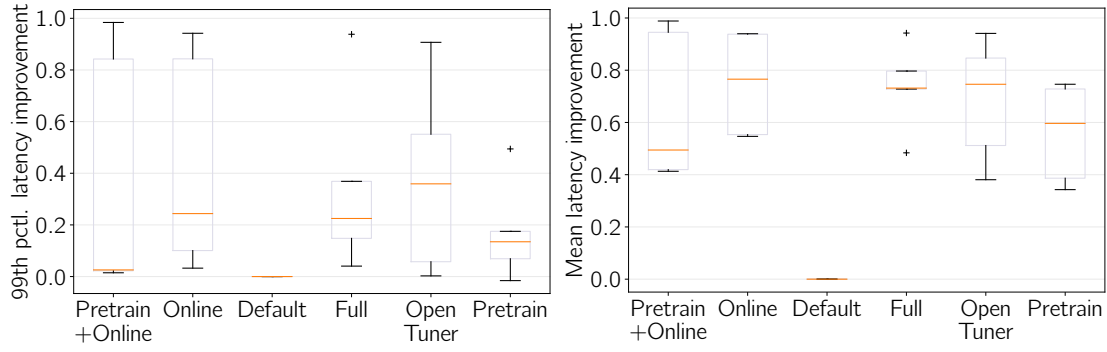 99th pctl. latency improvement
1.0
0.8
0.6
0.4
0.2
0.0
Pretrain
+Online
Online
Default
Full
Open
Tuner
Pretrain
Mean latency improvement
1.0
0.8
0.6
0.4
0.2
0.0
Pretrain
+Online
Online
Default
Full
Open
Tuner
Pretrain